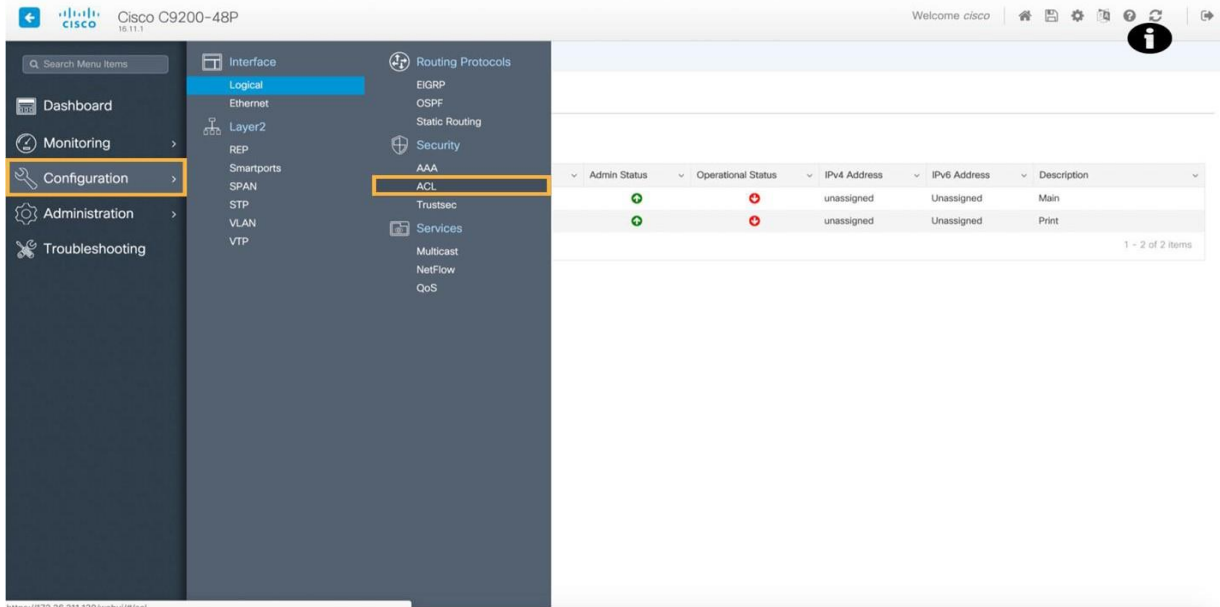 cisco
Cisco C9200-48P
16.11.1
Welcome cisco
Search Menu Items
Dashboard
Monitoring
Configuration
Administration
Troubleshooting
Interface
Logical
Ethernet
Layer2
REP
Smartports
SPAN
STP
VLAN
VTP
Routing Protocols
EIGRP
OSPF
Static Routing
Security
AAA
ACL
Trustsec
Services
Multicast
NetFlow
QoS
Admin Status Operational Status IPv4 Address IPv6 Address Description
unassigned Unassigned Main
unassigned Unassigned Print
1 - 2 of 2 items